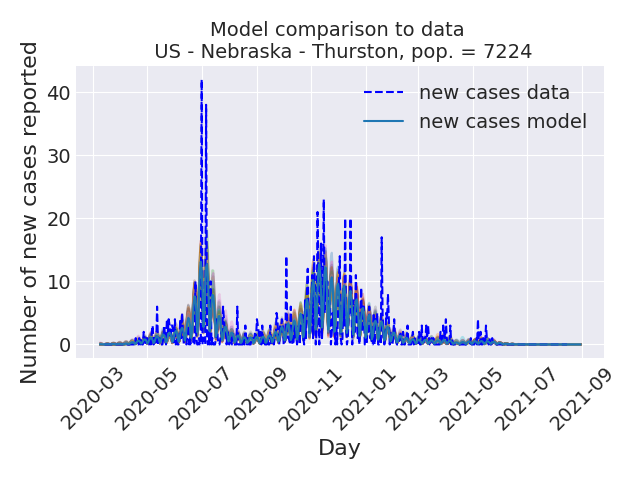 Model comparison to data
US - Nebraska - Thurston, pop. = 7224
Number of new cases reported
40
30
20
10
0
new cases data
new cases model
2020-03
2020-05
2020-07
2020-09
2020-11
2021-01
2021-03
2021-05
2021-07
2021-09
Day